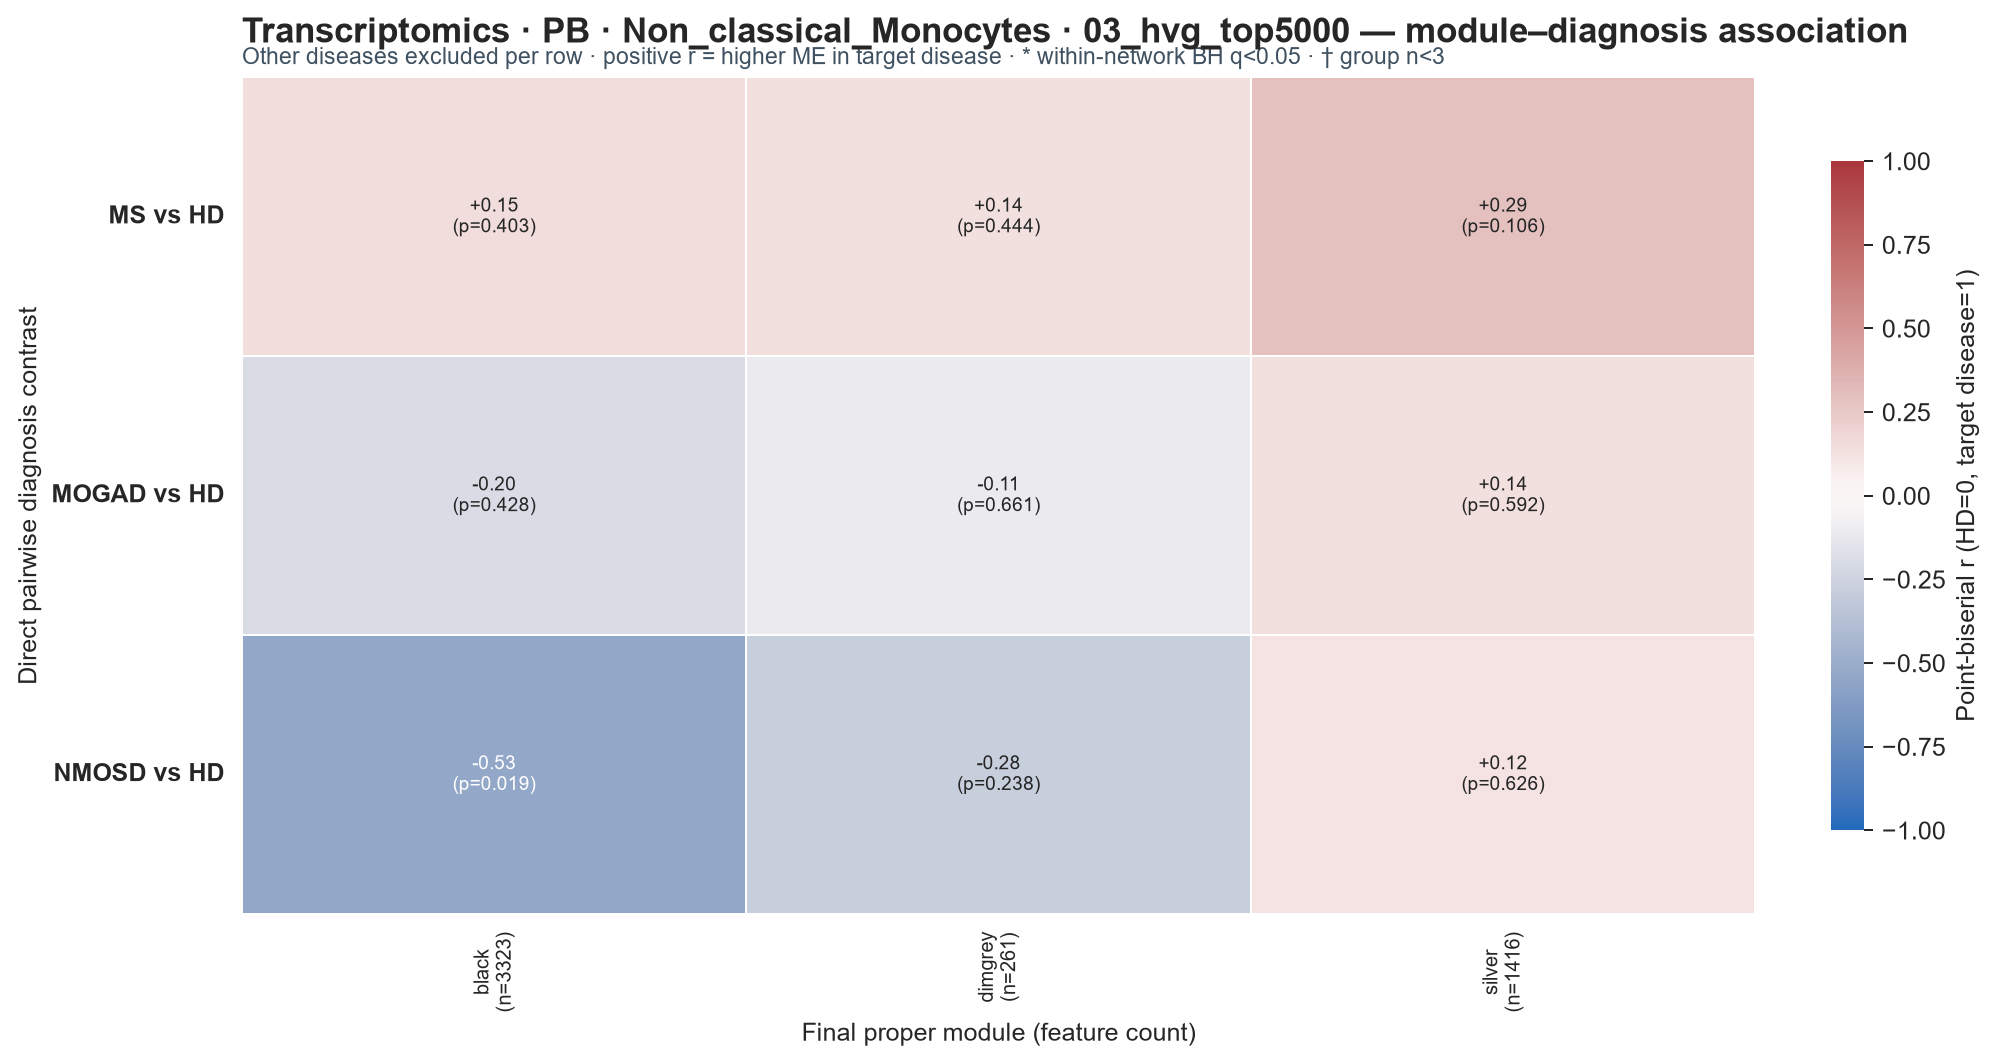 Transcriptomics · PB · Non_classical_Monocytes · 03_hvg_top5000 — module–diagnosis association
Other diseases excluded per row · positive r = higher ME in target disease · * within-network BH q<0.05 · † group n<3
Direct pairwise diagnosis contrast
MS vs HD
+0.15
(p=0.403)
+0.14
(p=0.444)
+0.29
(p=0.106)
MOGAD vs HD
-0.20
(p=0.428)
-0.11
(p=0.661)
+0.14
(p=0.592)
NMOSD vs HD
-0.53
(p=0.019)
-0.28
(p=0.238)
+0.12
(p=0.626)
black
(n=3323)
dimgrey
(n=261)
silver
(n=1416)
Final proper module (feature count)
1.00
0.75
0.50
0.25
0.00
−0.25
−0.50
−0.75
−1.00
Point-biserial r (HD=0, target disease=1)